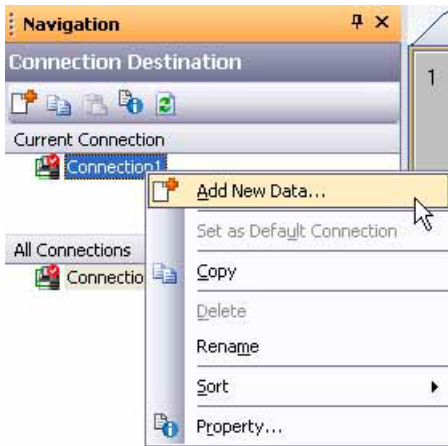 Navigation
Connection Destination
Current Connection
Connection1
Add New Data...
Set as Default Connection
All Connections
Connectio
Copy
Delete
Rename
Sort
Property...
1